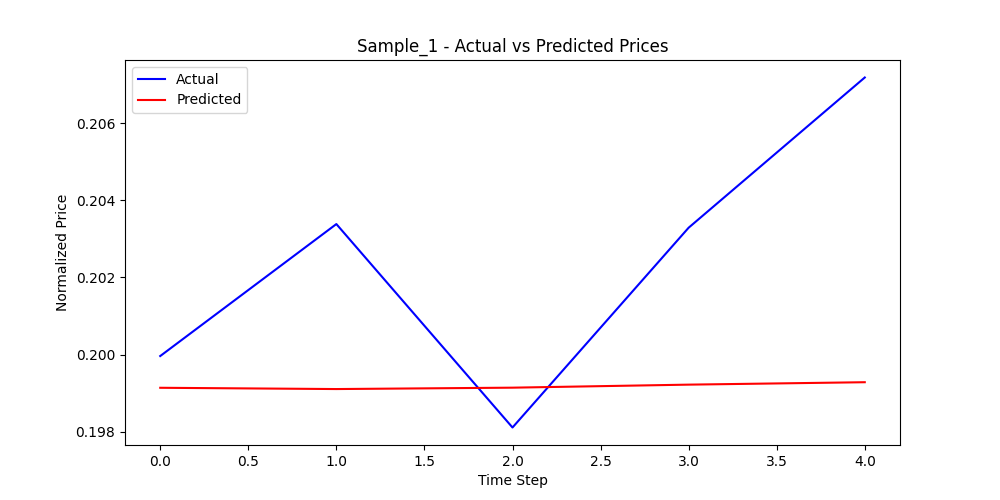 Sample_1 - Actual vs Predicted Prices
Actual
Predicted
Normalized Price
0.206
0.204
0.202
0.200
0.198
0.0 0.5 1.0 1.5 2.0 2.5 3.0 3.5 4.0
Time Step